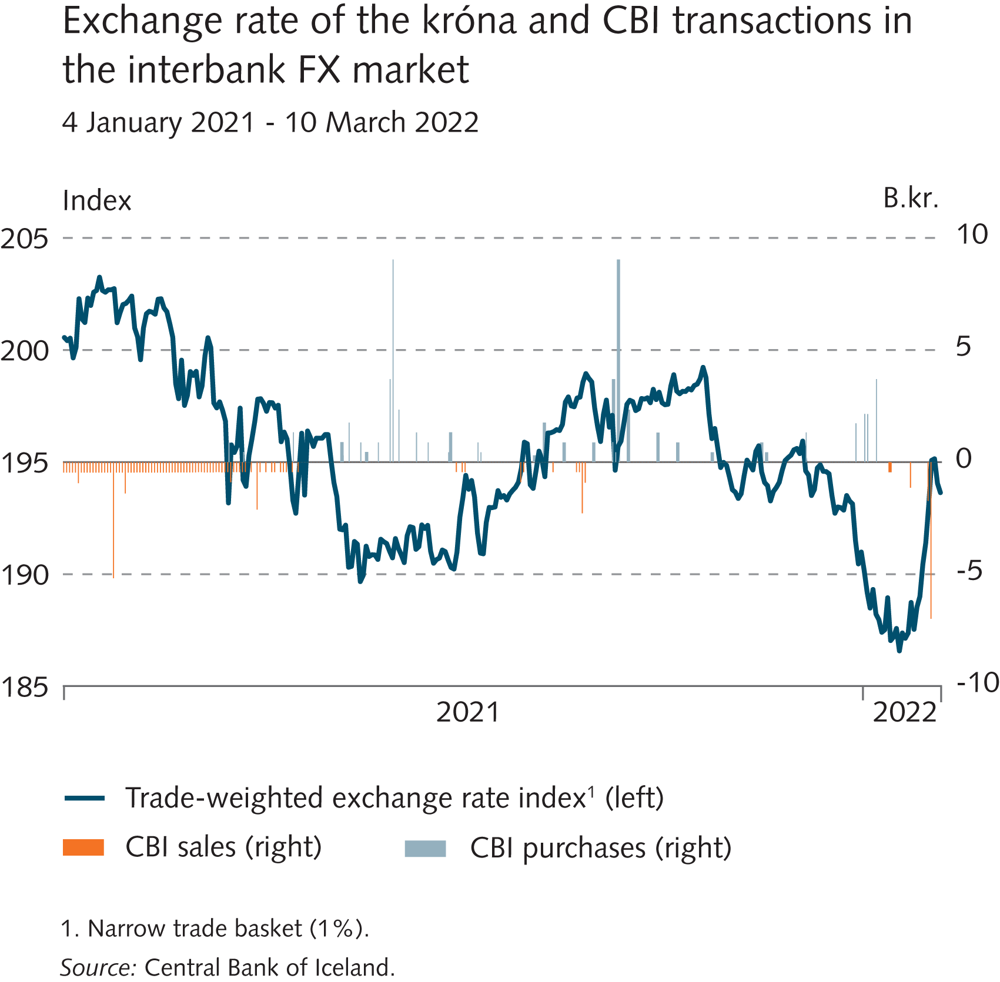 Exchange rate of the króna and CBI transactions in
the interbank FX market
4 January 2021 - 10 March 2022
Index
B.kr.
205
10
200
5
195
0
190
-5
185
-10
2021
2022
Trade-weighted exchange rate index¹ (left)
CBI sales (right)
CBI purchases (right)
1. Narrow trade basket (1%).
Source: Central Bank of Iceland.